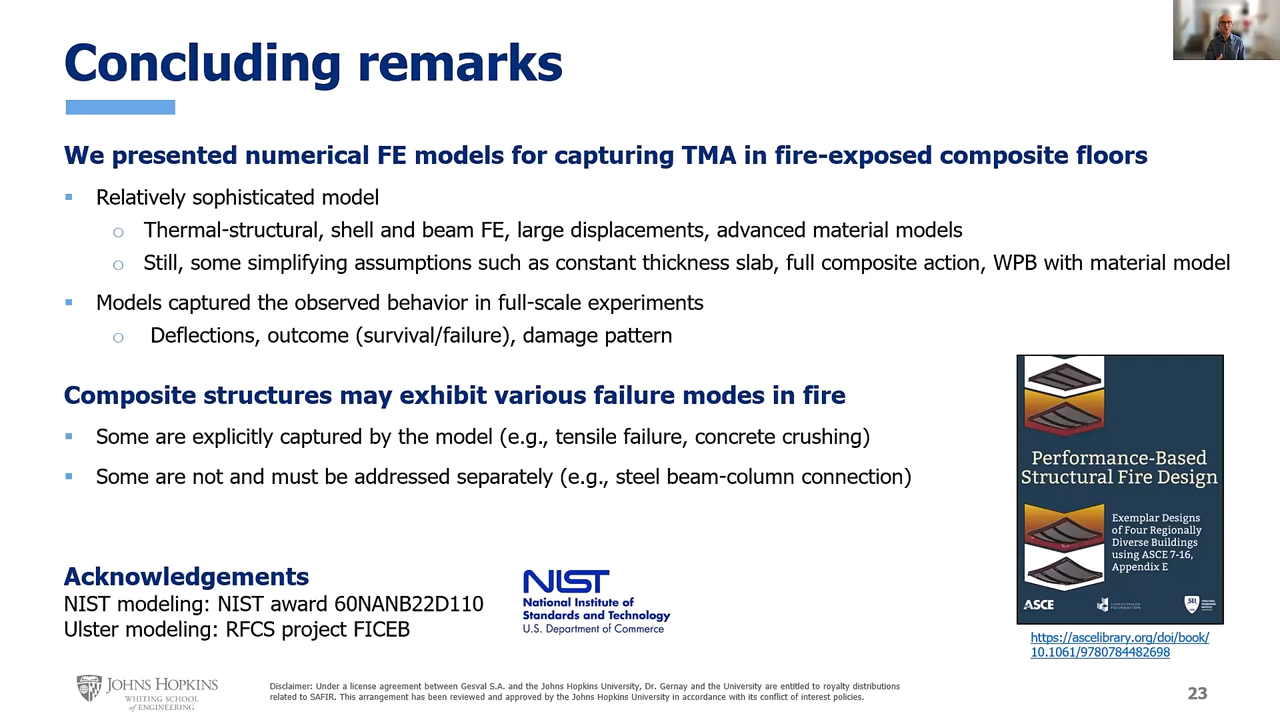 Concluding remarks
We presented numerical FE models for capturing TMA in fire-exposed composite floors
▪ Relatively sophisticated model
o Thermal-structural, shell and beam FE, large displacements, advanced material models
o Still, some simplifying assumptions such as constant thickness slab, full composite action, WPB with material model
▪ Models captured the observed behavior in full-scale experiments
o Deflections, outcome (survival/failure), damage pattern
Composite structures may exhibit various failure modes in fire
▪ Some are explicitly captured by the model (e.g., tensile failure, concrete crushing)
▪ Some are not and must be addressed separately (e.g., steel beam-column connection)
Performance-Based
Structural Fire Design
Exemplar Designs
of Four Regionally
Diverse Buildings
using ASCE 7-16,
Appendix E
ASCE
SEI
https://ascelibrary.org/doi/book/
10.1061/9780784482698
Acknowledgements
NIST modeling: NIST award 60NANB22D110
Ulster modeling: RFCS project FICEB
NIST
National Institute of
Standards and Technology
U.S. Department of Commerce
JOHNS HOPKINS
WHITING SCHOOL
of ENGINEERING
Disclaimer: Under a license agreement between Gesval S.A. and the Johns Hopkins University, Dr. Gernay and the University are entitled to royalty distributions
related to SAFIR. This arrangement has been reviewed and approved by the Johns Hopkins University in accordance with its conflict of interest policies.
23